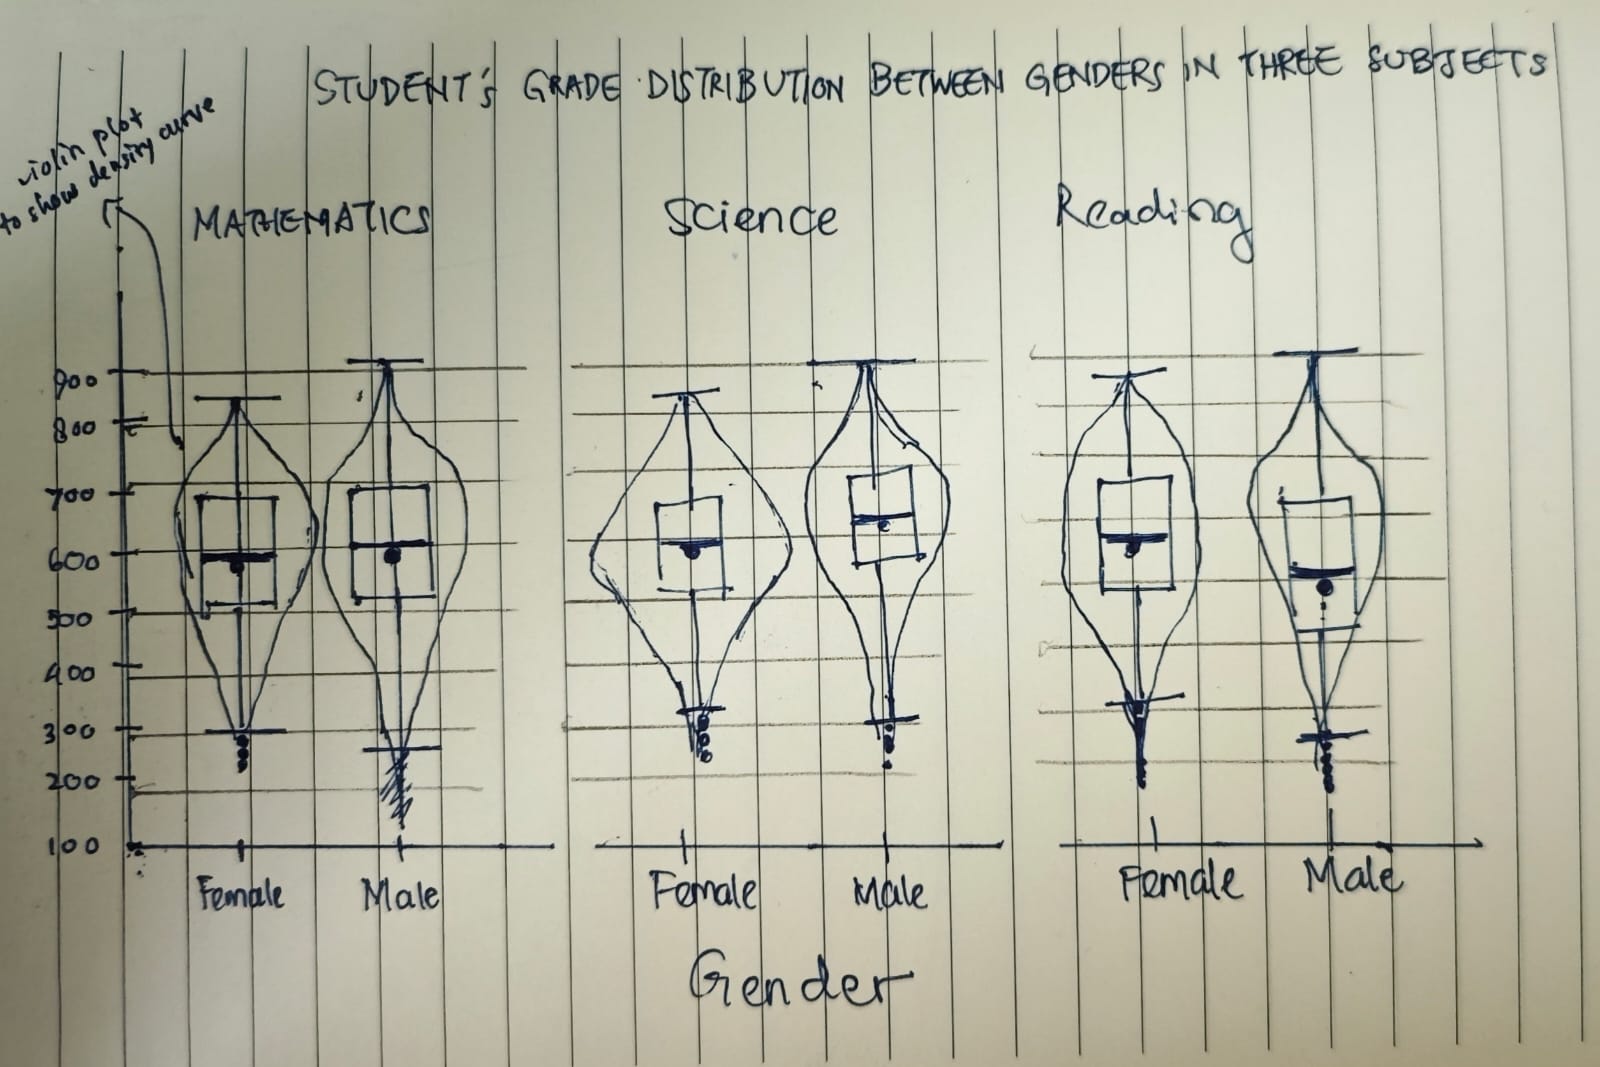 STUDENT'S GRADE DISTRIBUTION BETWEEN GENDERS IN THREE SUBJECTS
violin plot
to show density curve
MATHEMATICS
Science
Reading
900
800
700
600
500
400
300
200
100
Female Male
Female Male
Female Male
Gender